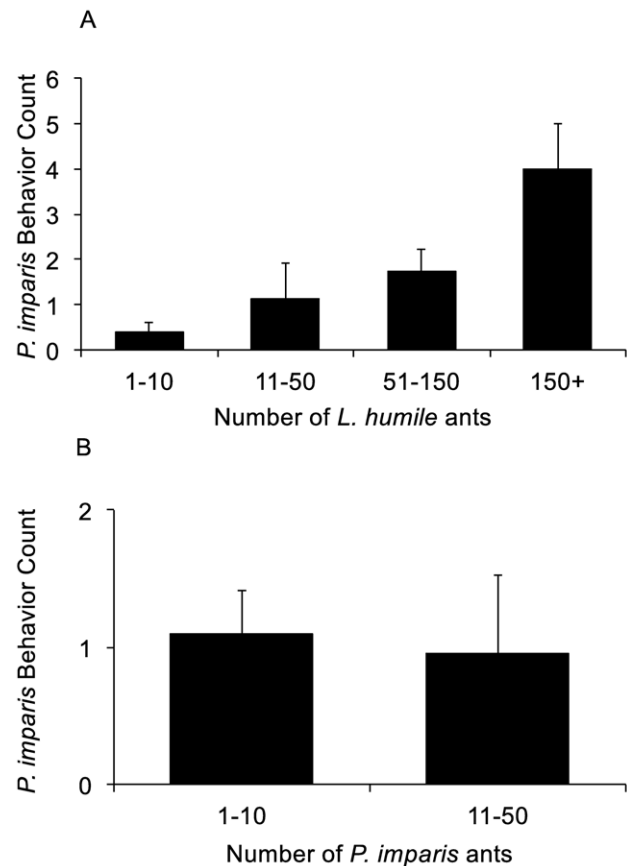 A
P. imparis Behavior Count
6
5
4
3
2
1
0
1-10 11-50 51-150 150+
Number of L. humile ants
B
P. imparis Behavior Count
2
1
0
1-10 11-50
Number of P. imparis ants